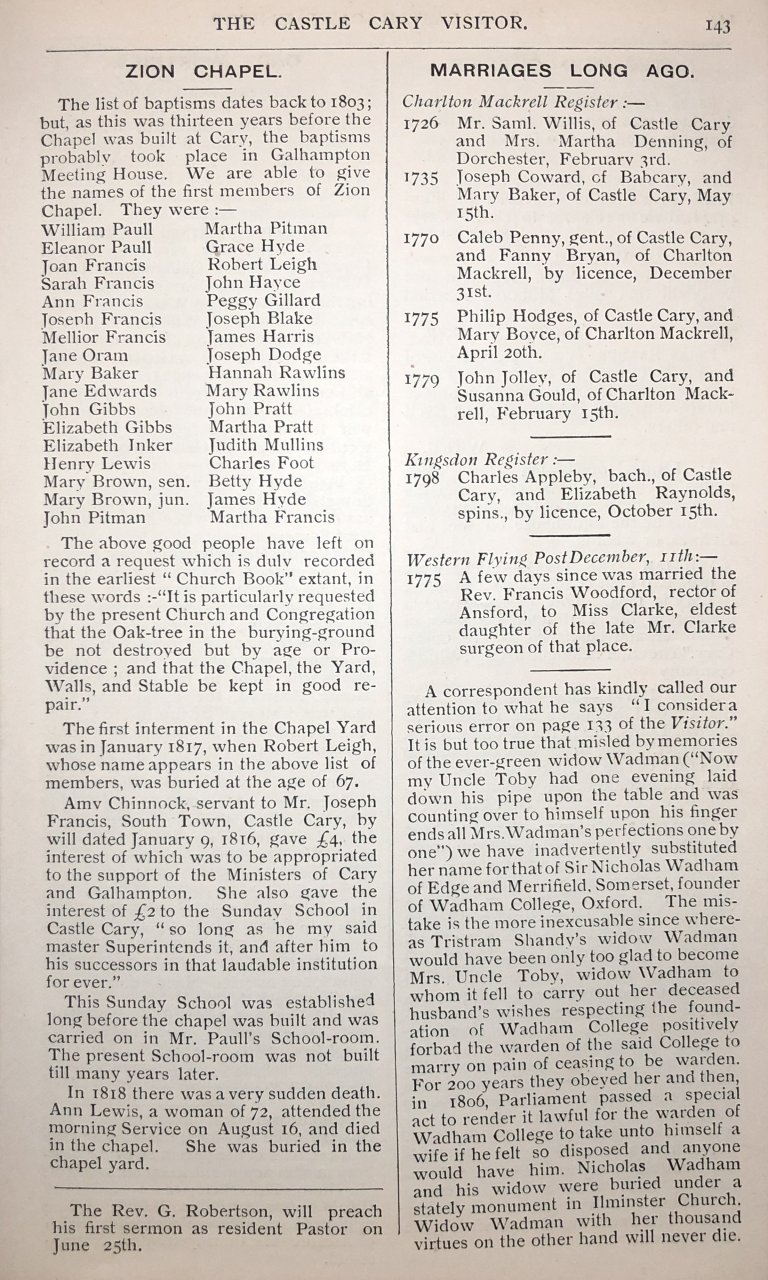 THE CASTLE CARY VISITOR. 143
ZION CHAPEL.
The list of baptisms dates back to 1803;
but, as this was thirteen years before the
Chapel was built at Cary, the baptisms
probably took place in Galhampton
Meeting House. We are able to give
the names of the first members of Zion
Chapel. They were :—
William Paull Martha Pitman
Eleanor Paull Grace Hyde
Joan Francis Robert Leigh
Sarah Francis John Hayce
Ann Francis Peggy Gillard
Joseph Francis Joseph Blake
Mellior Francis James Harris
Jane Oram Joseph Dodge
Mary Baker Hannah Rawlins
Jane Edwards Mary Rawlins
John Gibbs John Pratt
Elizabeth Gibbs Martha Pratt
Elizabeth Inker Judith Mullins
Henry Lewis Charles Foot
Mary Brown, sen. Betty Hyde
Mary Brown, jun. James Hyde
John Pitman Martha Francis
The above good people have left on
record a request which is duly recorded
in the earliest “ Church Book” extant, in
these words :-“It is particularly requested
by the present Church and Congregation
that the Oak-tree in the burying-ground
be not destroyed but by age or Pro-
vidence ; and that the Chapel, the Yard,
Walls, and Stable be kept in good re-
pair.”
The first interment in the Chapel Yard
was in January 1817, when Robert Leigh,
whose name appears in the above list of
members, was buried at the age of 67.
Amy Chinnock, servant to Mr. Joseph
Francis, South Town, Castle Cary, by
will dated January 9, 1816, gave £4, the
interest of which was to be appropriated
to the support of the Ministers of Cary
and Galhampton. She also gave the
interest of £2 to the Sunday School in
Castle Cary, “ so long as he my said
master Superintends it, and after him to
his successors in that laudable institution
for ever.”
This Sunday School was established
long before the chapel was built and was
carried on in Mr. Paull's School-room.
The present School-room was not built
till many years later.
In 1818 there was a very sudden death.
Ann Lewis, a woman of 72, attended the
morning Service on August 16, and died
in the chapel. She was buried in the
chapel yard.
The Rev. G. Robertson, will preach
his first sermon as resident Pastor on
June 25th.
MARRIAGES LONG AGO.
Charlton Mackrell Register :—
1726 Mr. Saml. Willis, of Castle Cary
and Mrs. Martha Denning, of
Dorchester, February 3rd.
1735 Joseph Coward, of Babcary, and
Mary Baker, of Castle Cary, May
15th.
1770 Caleb Penny, gent., of Castle Cary,
and Fanny Bryan, of Charlton
Mackrell, by licence, December
31st.
1775 Philip Hodges, of Castle Cary, and
Mary Boyce, of Charlton Mackrell,
April 20th.
1779 John Jolley, of Castle Cary, and
Susanna Gould, of Charlton Mack-
rell, February 15th.
Kingsdon Register :—
1798 Charles Appleby, bach., of Castle
Cary, and Elizabeth Raynolds,
spins., by licence, October 15th.
Western Flying Post December, 11th:—
1775 A few days since was married the
Rev. Francis Woodford, rector of
Ansford, to Miss Clarke, eldest
daughter of the late Mr. Clarke
surgeon of that place.
A correspondent has kindly called our
attention to what he says “I consider a
serious error on page 133 of the Visitor.”
It is but too true that misled by memories
of the ever-green widow Wadman (“Now
my Uncle Toby had one evening laid
down his pipe upon the table and was
counting over to himself upon his finger
ends all Mrs. Wadman's perfections one by
one”) we have inadvertently substituted
her name for that of Sir Nicholas Wadham
of Edge and Merrifield, Somerset, founder
of Wadham College, Oxford. The mis-
take is the more inexcusable since where-
as Tristram Shandy's widow Wadman
would have been only too glad to become
Mrs. Uncle Toby, widow Wadham to
whom it fell to carry out her deceased
husband's wishes respecting the found-
ation of Wadham College positively
forbad the warden of the said College to
marry on pain of ceasing to be warden.
For 200 years they obeyed her and then,
in 1806, Parliament passed a special
act to render it lawful for the warden of
Wadham College to take unto himself a
wife if he felt so disposed and anyone
would have him. Nicholas Wadham
and his widow were buried under a
stately monument in Ilminster Church.
Widow Wadman with her thousand
virtues on the other hand will never die.